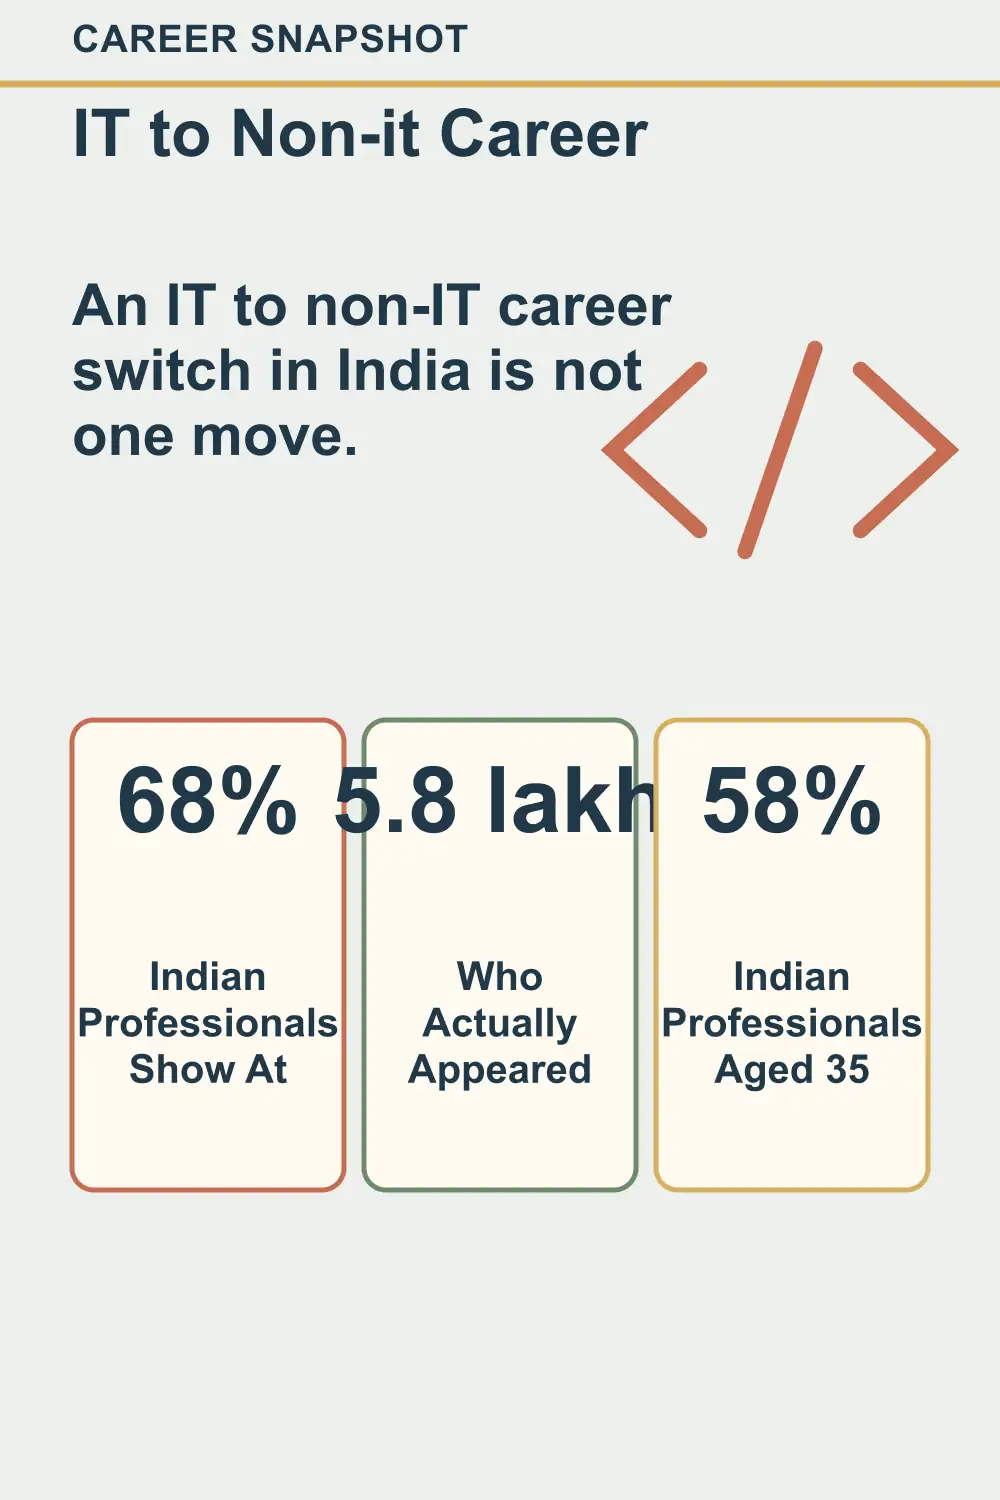 CAREER SNAPSHOT
IT to Non-it Career
An IT to non-IT career
switch in India is not
one move.
</>
68%
5.8 lakh
58%
Indian
Professionals
Show At
Who
Actually
Appeared
Indian
Professionals
Aged 35